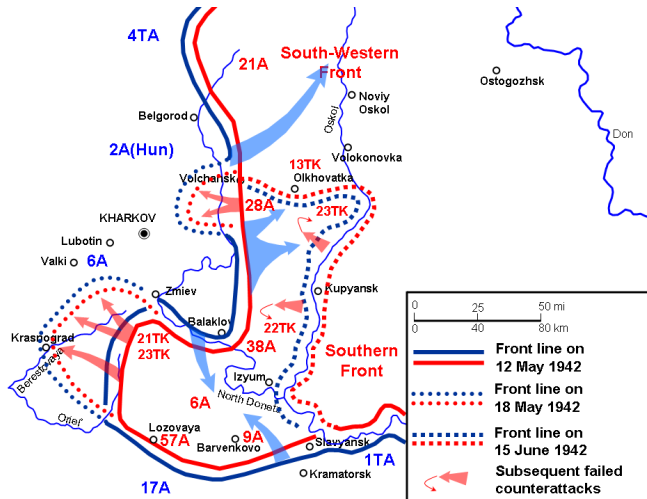 4TA
21A
South-Western
Front
Ostogozhsk
Noviy
Oskol
Oskol
Belgorod
Don
2A(Hun)
Volokonovka
13TK
Olkhovatka
Volchansk
28A
23TK
KHARKOV
Lubotin
Valki
6A
Zmiev
Kupyansk
Balaklov
21TK
23TK
22TK
38A
Krasnograd
Berestovaya
Southern
Front
Izyum
6A
North Donets
Orief
Lozovaya
57A
Barvenkovo
9A
Slavyansk
1TA
Kramatorsk
17A
0 25 50 mi
0 40 80 km
Front line on
12 May 1942
Front line on
18 May 1942
Front line on
15 June 1942
Subsequent failed
counterattacks